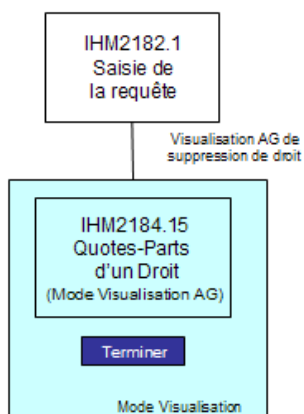 IHM2182.1
Saisie de
la requête
Visualisation AG de
suppression de droit
IHM2184.15
Quotes-Parts
d'un Droit
(Mode Visualisation AG)
Terminer
Mode Visualisation